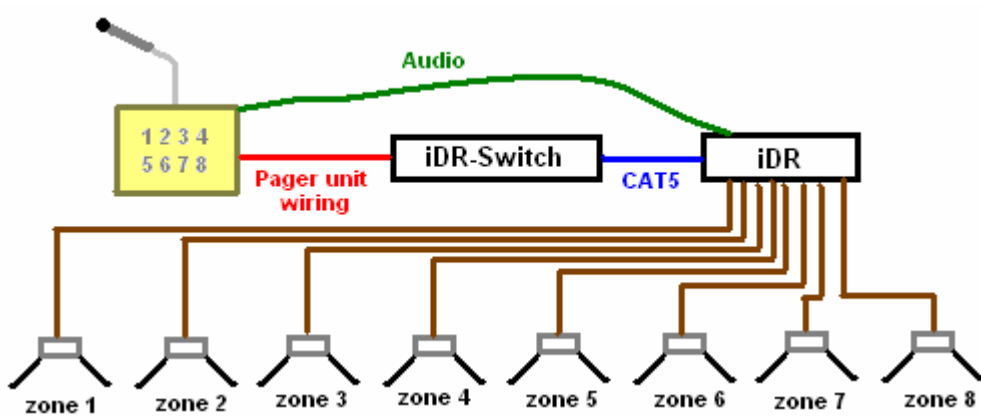 Audio
1 2 3 4
5 6 7 8
iDR-Switch
iDR
Pager unit
wiring
CAT5
zone 1
zone 2
zone 3
zone 4
zone 5
zone 6
zone 7
zone 8